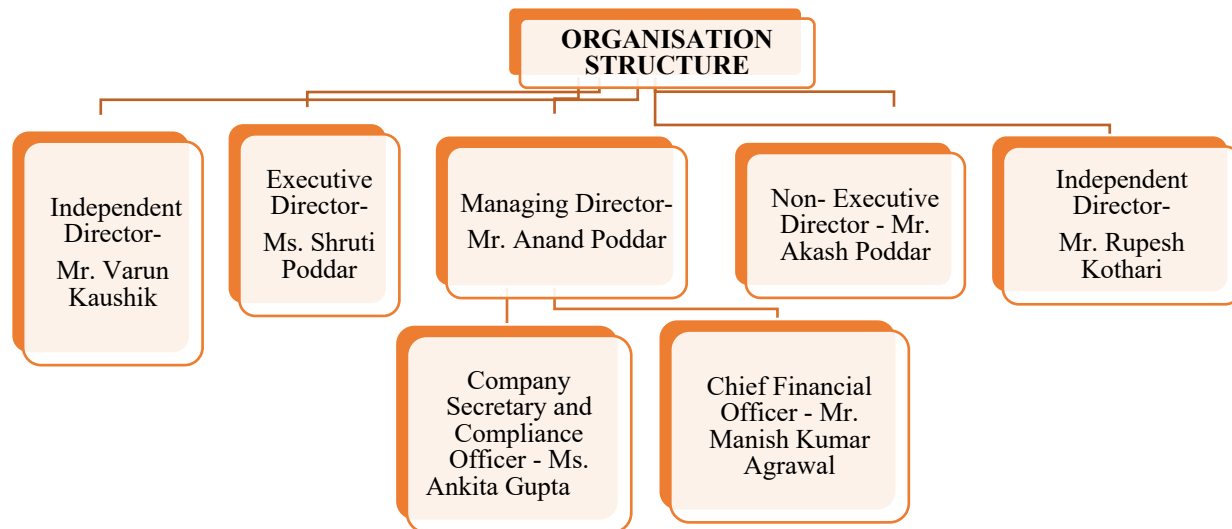 ORGANISATION
STRUCTURE
Independent
Director-
Mr. Varun
Kaushik
Executive
Director-
Ms. Shruti
Poddar
Managing Director-
Mr. Anand Poddar
Non- Executive
Director - Mr.
Akash Poddar
Independent
Director-
Mr. Rupesh
Kothari
Company
Secretary and
Compliance
Officer - Ms.
Ankita Gupta
Chief Financial
Officer - Mr.
Manish Kumar
Agrawal